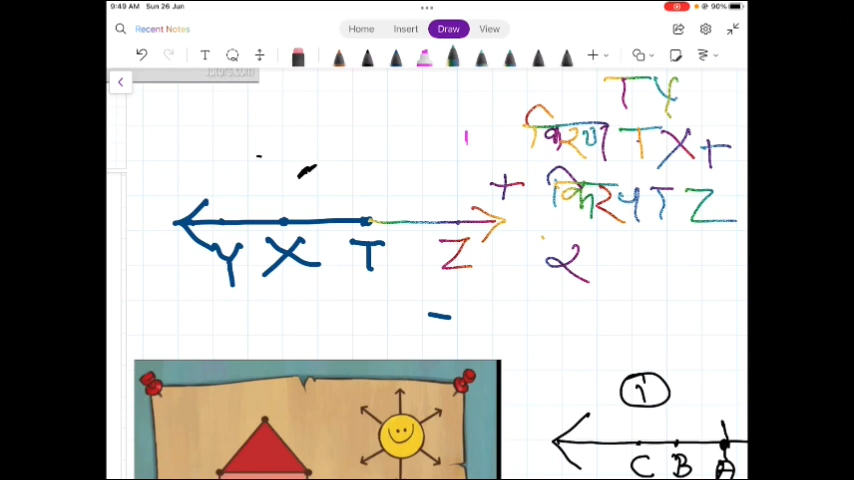 9:49 AM Sun 26 Jun
90%
Recent Notes
Home Insert Draw View
T
TY
किरण TX +
+ किरण TZ
Y X T Z
2
1
C B A